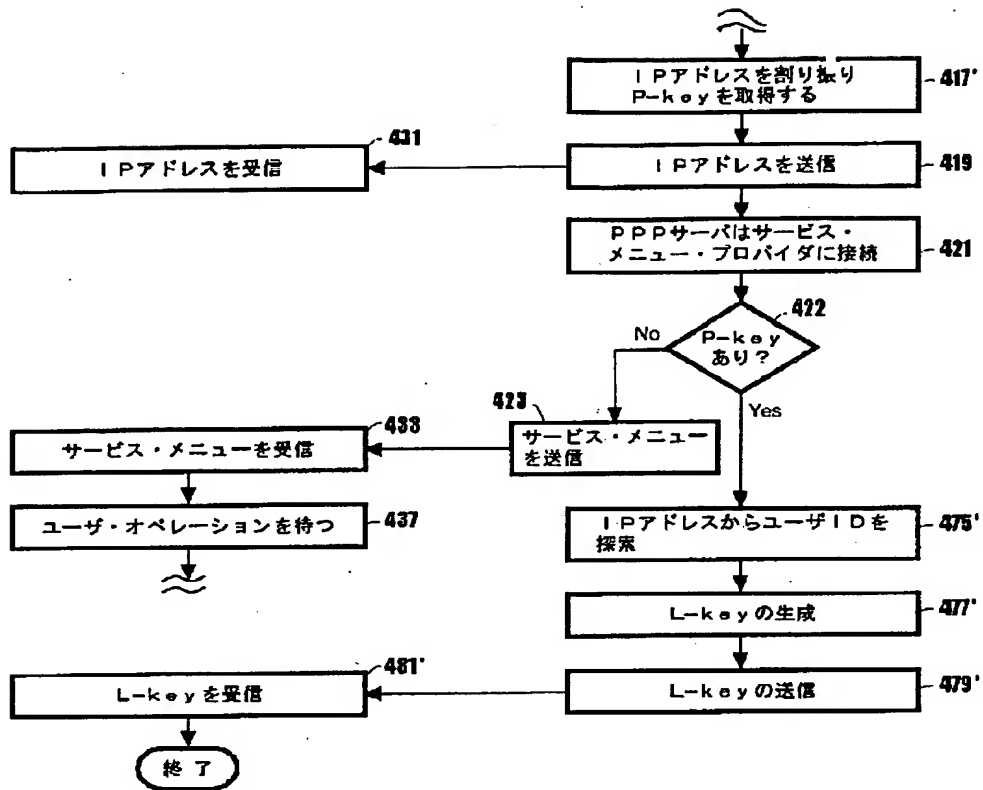 IPアドレスを割り振り
P-keyを取得する
417'
431
IPアドレスを受信
IPアドレスを送信
419
PPPサーバはサービス・
メニュー・プロバイダに接続
421
422
No
P-key
あり?
Yes
423
433
サービス・メニューを受信
サービス・メニュー
を送信
ユーザ・オペレーションを待つ
437
IPアドレスからユーザIDを
探索
475'
L-keyの生成
477'
481'
L-keyを受信
L-keyの送信
479'
終了